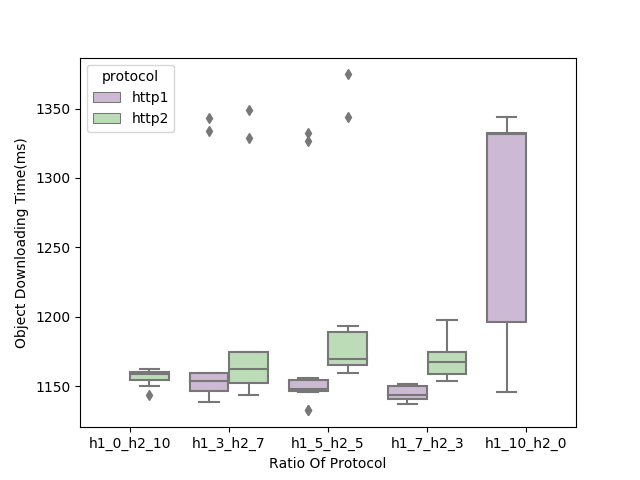 protocol
http1
http2
1350
1300
1250
1200
1150
Object Downloading Time(ms)
h1_0_h2_10 h1_3_h2_7 h1_5_h2_5 h1_7_h2_3 h1_10_h2_0
Ratio Of Protocol